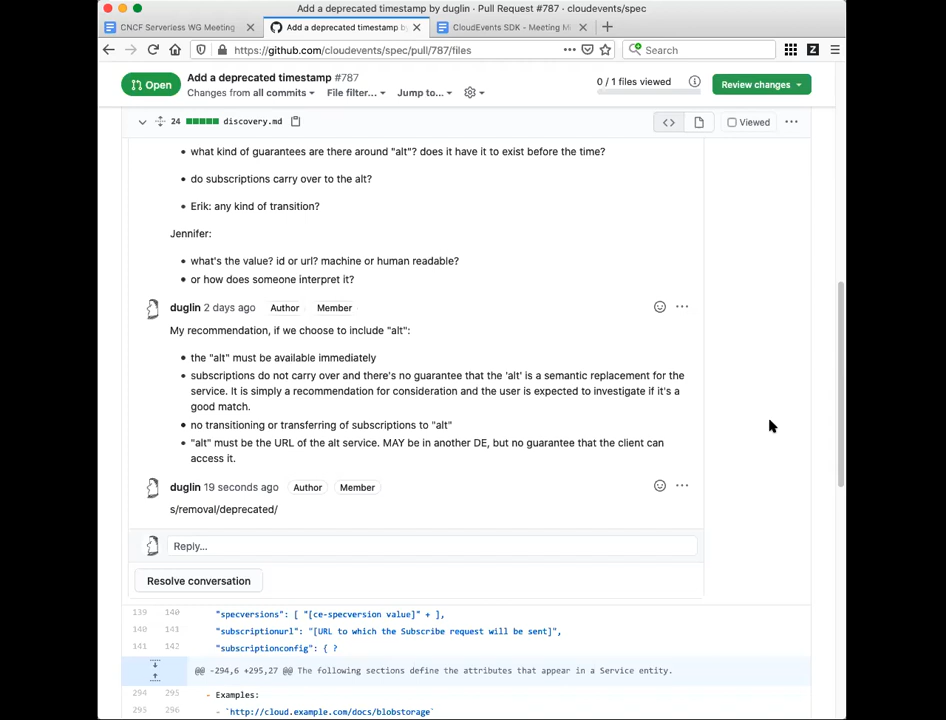 Add a deprecated timestamp by duglin · Pull Request #787 · cloudevents/spec
CNCF Serverless WG Meeting
Add a deprecated timestamp by
CloudEvents SDK - Meeting Mi
https://github.com/cloudevents/spec/pull/787/files
Search
Open
Add a deprecated timestamp #787
Changes from all commits
File filter...
Jump to...
0 / 1 files viewed
Review changes
24
discovery.md
Viewed
• what kind of guarantees are there around "alt"? does it have it to exist before the time?
• do subscriptions carry over to the alt?
• Erik: any kind of transition?
Jennifer:
• what's the value? id or url? machine or human readable?
• or how does someone interpret it?
duglin 2 days ago Author Member
My recommendation, if we choose to include "alt":
• the "alt" must be available immediately
• subscriptions do not carry over and there's no guarantee that the 'alt' is a semantic replacement for the
service. It is simply a recommendation for consideration and the user is expected to investigate if it's a
good match.
• no transitioning or transferring of subscriptions to "alt"
• "alt" must be the URL of the alt service. MAY be in another DE, but no guarantee that the client can
access it.
duglin 19 seconds ago Author Member
s/removal/deprecated/
Reply...
Resolve conversation
139 140 "specversions": [ "[ce-specversion value]" + ],
140 141 "subscriptionurl": "[URL to which the Subscribe request will be sent]",
141 142 "subscriptionconfig": { ?
@@ -294,6 +295,27 @@ The following sections define the attributes that appear in a Service entity.
294 295 - Examples:
295 296 - `http://cloud.example.com/docs/blobstorage`